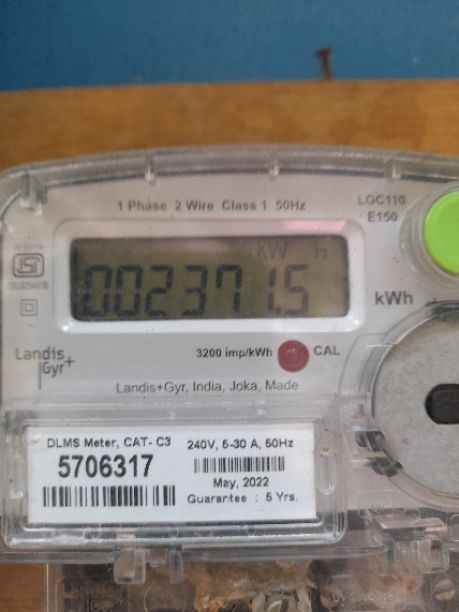 1 Phase 2 Wire Class 1 50Hz
LGC110
E150
kW h
002371.5
kWh
Landis
Gyr+
3200 imp/kWh
CAL
Landis+Gyr, India, Joka, Made
DLMS Meter, CAT- C3
240V, 5-30 A, 50Hz
5706317
May, 2022
Guarantee : 5 Yrs.